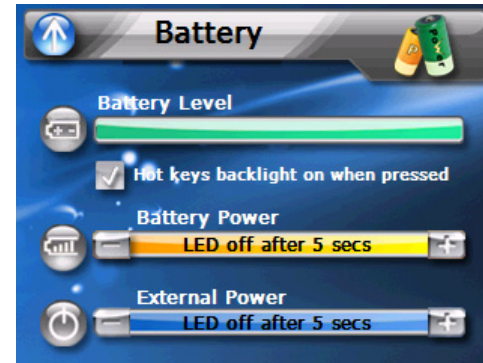 Battery
Battery Level
Hot keys backlight on when pressed
Battery Power
LED off after 5 secs
External Power
LED off after 5 secs